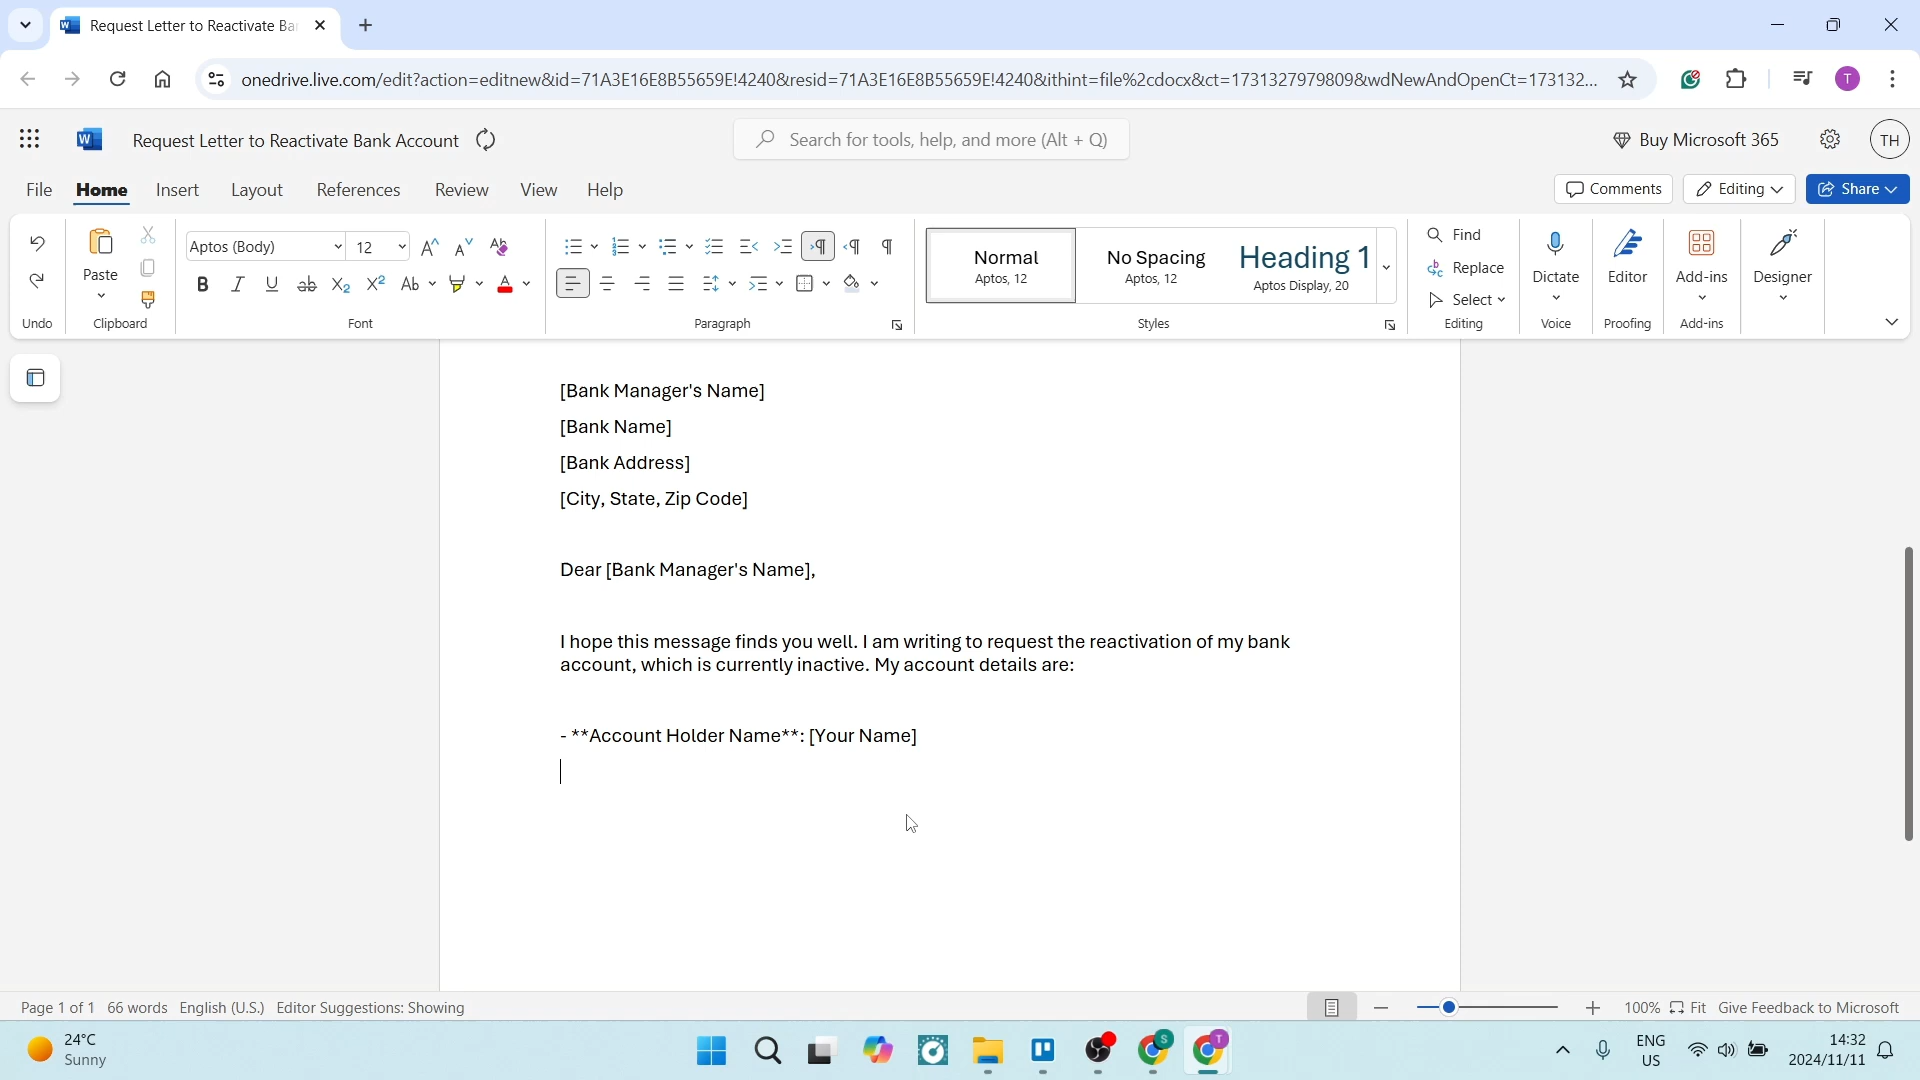 Request Letter to Reactivate Ba
onedrive.live.com/edit?action=editnew&id=71A3E16E8B55659E!4240&resid=71A3E16E8B55659E!4240&ithint=file%2cdocx&ct=1731327979809&wdNewAndOpenCt=173132...
T
W
Request Letter to Reactivate Bank Account
Search for tools, help, and more (Alt + Q)
Buy Microsoft 365
TH
File Home Insert Layout References Review View Help
Comments Editing Share
Paste
Aptos (Body) 12
Normal
Aptos, 12
No Spacing
Aptos, 12
Heading 1
Aptos Display, 20
Find
Replace
Select
Dictate
Editor
Add-ins
Designer
Undo Clipboard Font Paragraph Styles Editing Voice Proofing Add-ins
[Bank Manager's Name]
[Bank Name]
[Bank Address]
[City, State, Zip Code]
Dear [Bank Manager's Name],
I hope this message finds you well. I am writing to request the reactivation of my bank
account, which is currently inactive. My account details are:
- **Account Holder Name**: [Your Name]
Page 1 of 1 66 words English (U.S.) Editor Suggestions: Showing
100% Fit Give Feedback to Microsoft
24°C
Sunny
S
T
ENG
US
14:32
2024/11/11